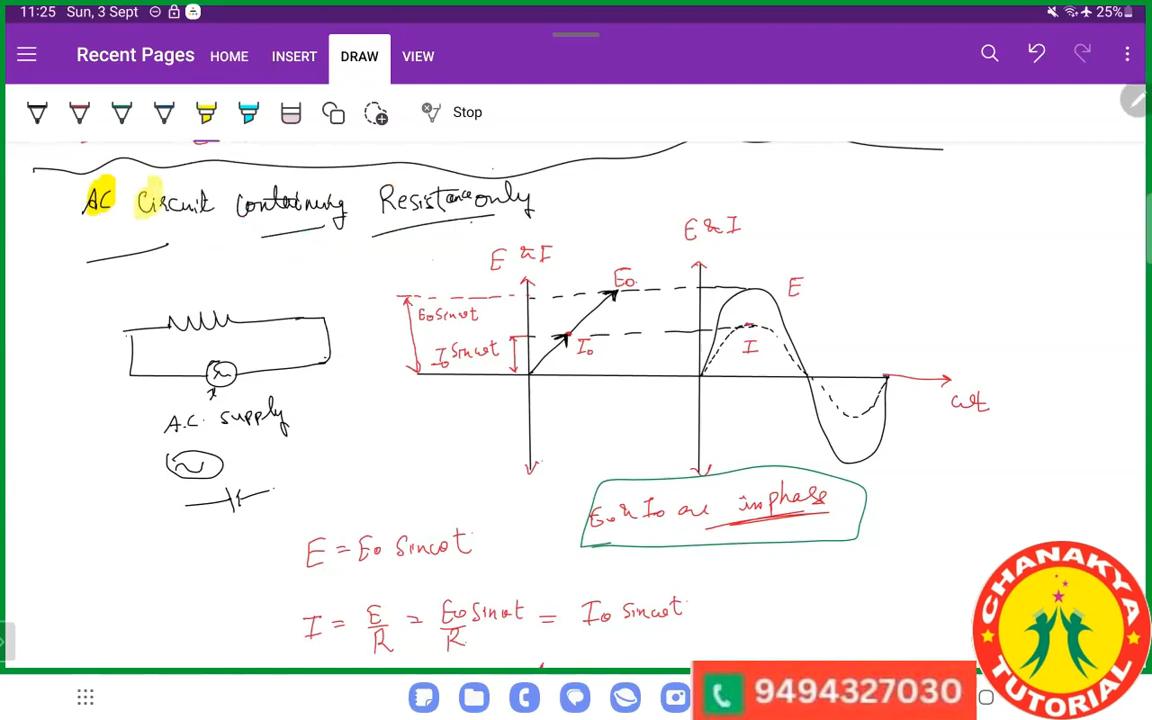 11:25 Sun, 3 Sept
25%
Recent Pages HOME INSERT DRAW VIEW
Stop
AC Circuit containing Resistance only
E & I
E & I
E₀
E₀ sinωt
E
I₀ sinωt
I₀
I
ωt
A.C. supply
E₀ & I₀ are inphase
E = E₀ sinωt
I = E/R = E₀ sinωt/R = I₀ sinωt
9494327030
CHANAKYA
TUTORIAL